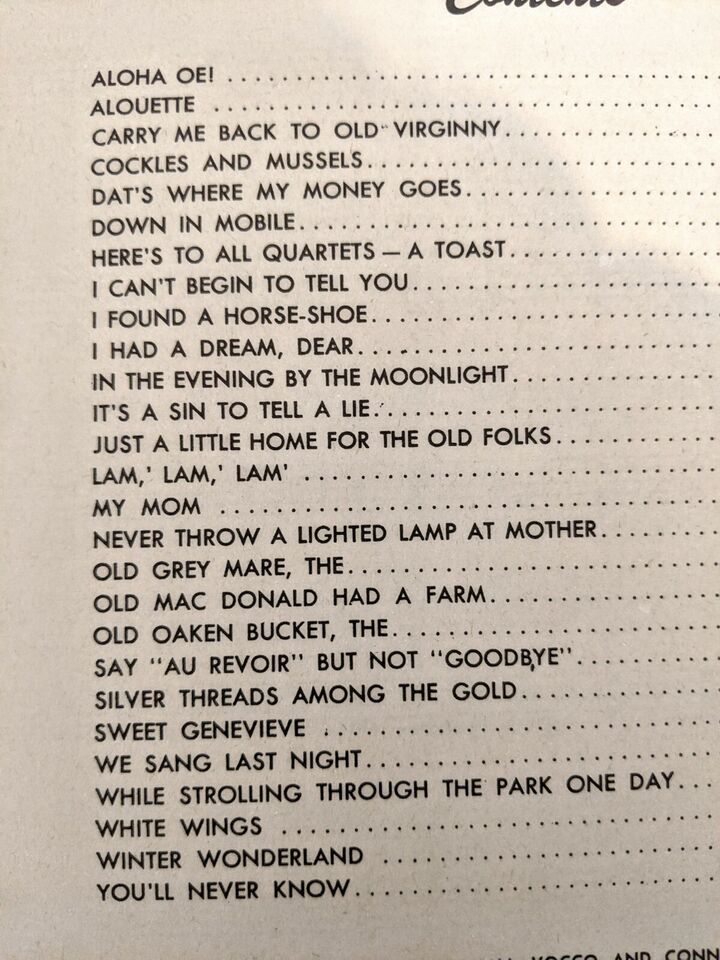 Contents
ALOHA OE! ........................
ALOUETTE ........................
CARRY ME BACK TO OLD VIRGINNY...........
COCKLES AND MUSSELS........................
DAT'S WHERE MY MONEY GOES..................
DOWN IN MOBILE........................
HERE'S TO ALL QUARTETS — A TOAST...........
I CAN'T BEGIN TO TELL YOU..................
I FOUND A HORSE-SHOE........................
I HAD A DREAM, DEAR........................
IN THE EVENING BY THE MOONLIGHT...........
IT'S A SIN TO TELL A LIE..................
JUST A LITTLE HOME FOR THE OLD FOLKS.........
LAM,' LAM,' LAM' ........................
MY MOM ........................
NEVER THROW A LIGHTED LAMP AT MOTHER.......
OLD GREY MARE, THE........................
OLD MAC DONALD HAD A FARM..................
OLD OAKEN BUCKET, THE........................
SAY "AU REVOIR" BUT NOT "GOODBYE".........
SILVER THREADS AMONG THE GOLD...........
SWEET GENEVIEVE ........................
WE SANG LAST NIGHT........................
WHILE STROLLING THROUGH THE PARK ONE DAY...
WHITE WINGS ........................
WINTER WONDERLAND ..................
YOU'LL NEVER KNOW........................
AND